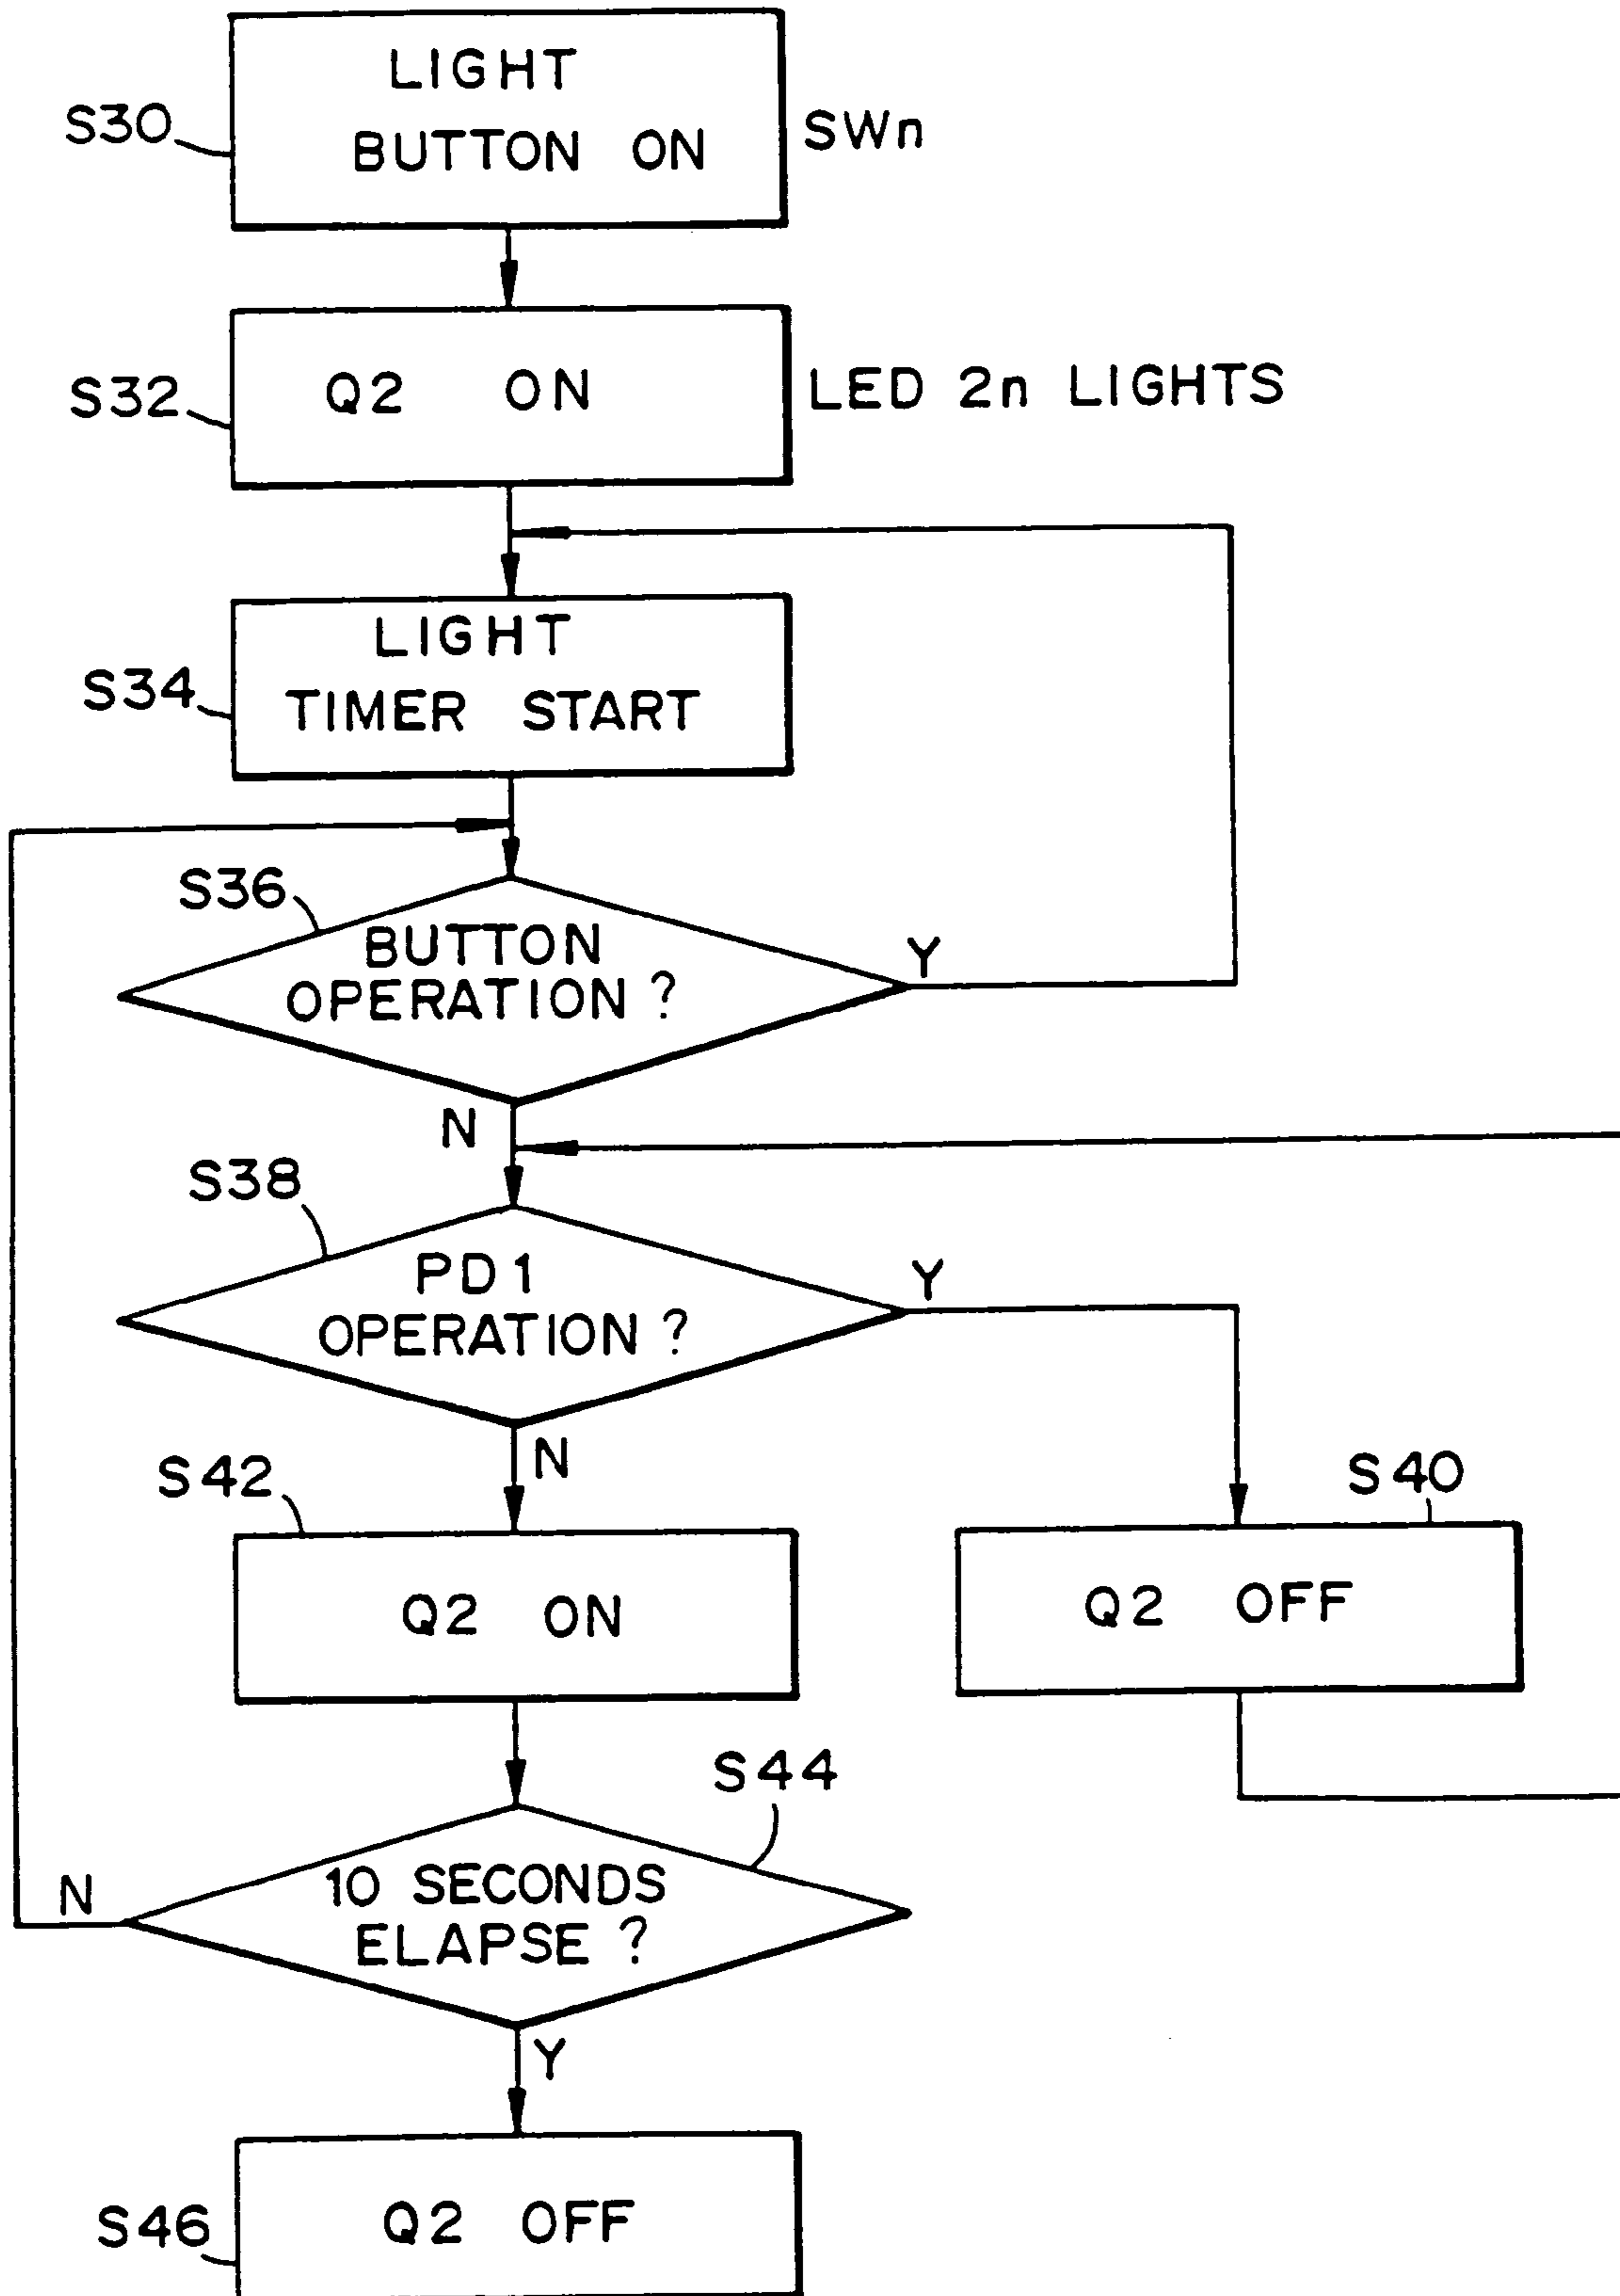 LIGHT
BUTTON ON
S30
SWn
S32
Q2 ON
LED 2n LIGHTS
LIGHT
S34
TIMER START
S36
BUTTON
OPERATION ?
Y
N
S38
PD1
OPERATION ?
Y
N
S42
S40
Q2 ON
Q2 OFF
S44
10 SECONDS
ELAPSE ?
N
Y
S46
Q2 OFF